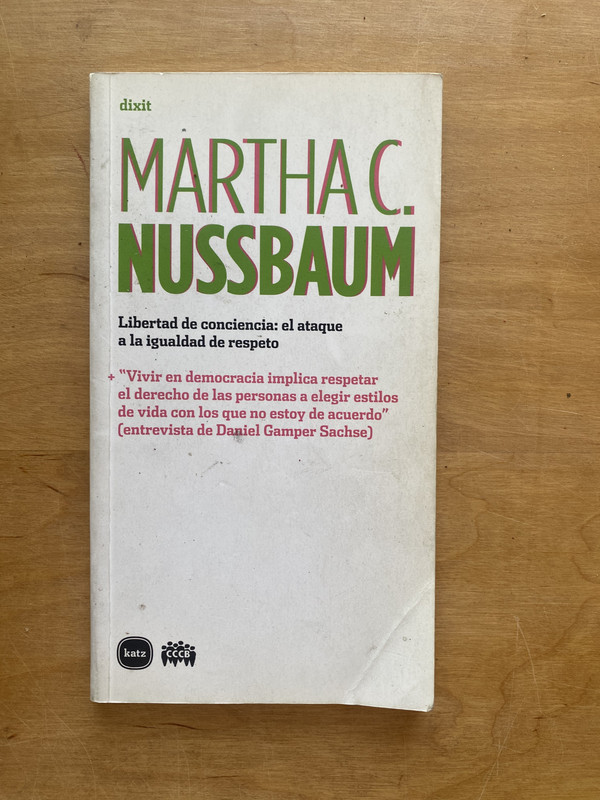 dixit
MARTHA C.
NUSSBAUM
Libertad de conciencia: el ataque
a la igualdad de respeto
+ “Vivir en democracia implica respetar
el derecho de las personas a elegir estilos
de vida con los que no estoy de acuerdo”
(entrevista de Daniel Gamper Sachse)
katz
CCCB